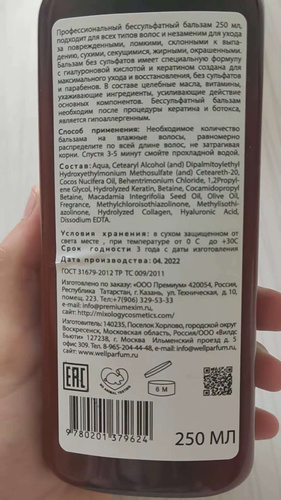 Профессиональный бессульфатный бальзам 250 мл,
подходит для всех типов волос и незаменим для ухода
за поврежденными, ломкими, склонных к выпа-
дению, сухими, секущимися, жирными, окрашенными.
Бальзам без сульфатов имеет специальную формулу
с гиалуроновой кислотой и кератином создана для
максимального ухода и восстановления, без сульфатов
и парабенов. В составе целебные масла, витамины,
ухаживающие ингредиенты, усиливающие действие
основных компонентов. Бессульфатный бальзам
необходим после процедуры кератина и ботокса,
является гипоаллергенным.
Способ применения: Необходимое количество
бальзама на влажные волосы, равномерно
распределите по всей длине волос, не затрагивая
корни. Спустя 3-5 минут смойте прохладной водой.
Состав: Aqua, Cetearyl Alcohol (and) Dipalmitoylethyl
Hydroxyethylmonium Methosulfate (and) Ceteareth-20,
Cocos Nucifera Oil, Behentrimonium Chloride, 1,2Propyl-
ene Glycol, Hydrolyzed Keratin, Betaine, Cocamidopropyl
Betaine, Macadamia Integrifolia Seed Oil, Olive Oil,
Fregrance, Methylchloroisothiazolinone, Methylisothi-
azolinone, Hydrolyzed Collagen, Hyaluronic Acid,
Dissodium EDTA.
Условия хранения: в сухом защищенном от
света месте , при температуре от 0 С до +30С
Срок годности 3 года с даты изготовления
Дата производства 04.2022
ГОСТ 31679-2012 ТР ТС 009/2011
Изготовлено по заказу: «ООО Премиум» 420054, Россия,
Республика Татарстан, г. Казань, ул. Техническая, д. 10,
помещ. 223. Тел:+7(906) 329-53-33
e-mail: info@premiumexim.com
http://mixologycosmetics.com/
Изготовитель: 140235, Поселок Хорлово, городской округ
Воскресенск, Московская область, Россия/ООО «Вилдс
Бьюти» 127238, г. Москва Ильменский пр-д д 5
офис 309. Тел. 8-965-204-44-48, e-mail: info@wellparfum.ru,
сайт: www.wellparfum.ru
EAC
6 М
9 780201 379624
250 МЛ